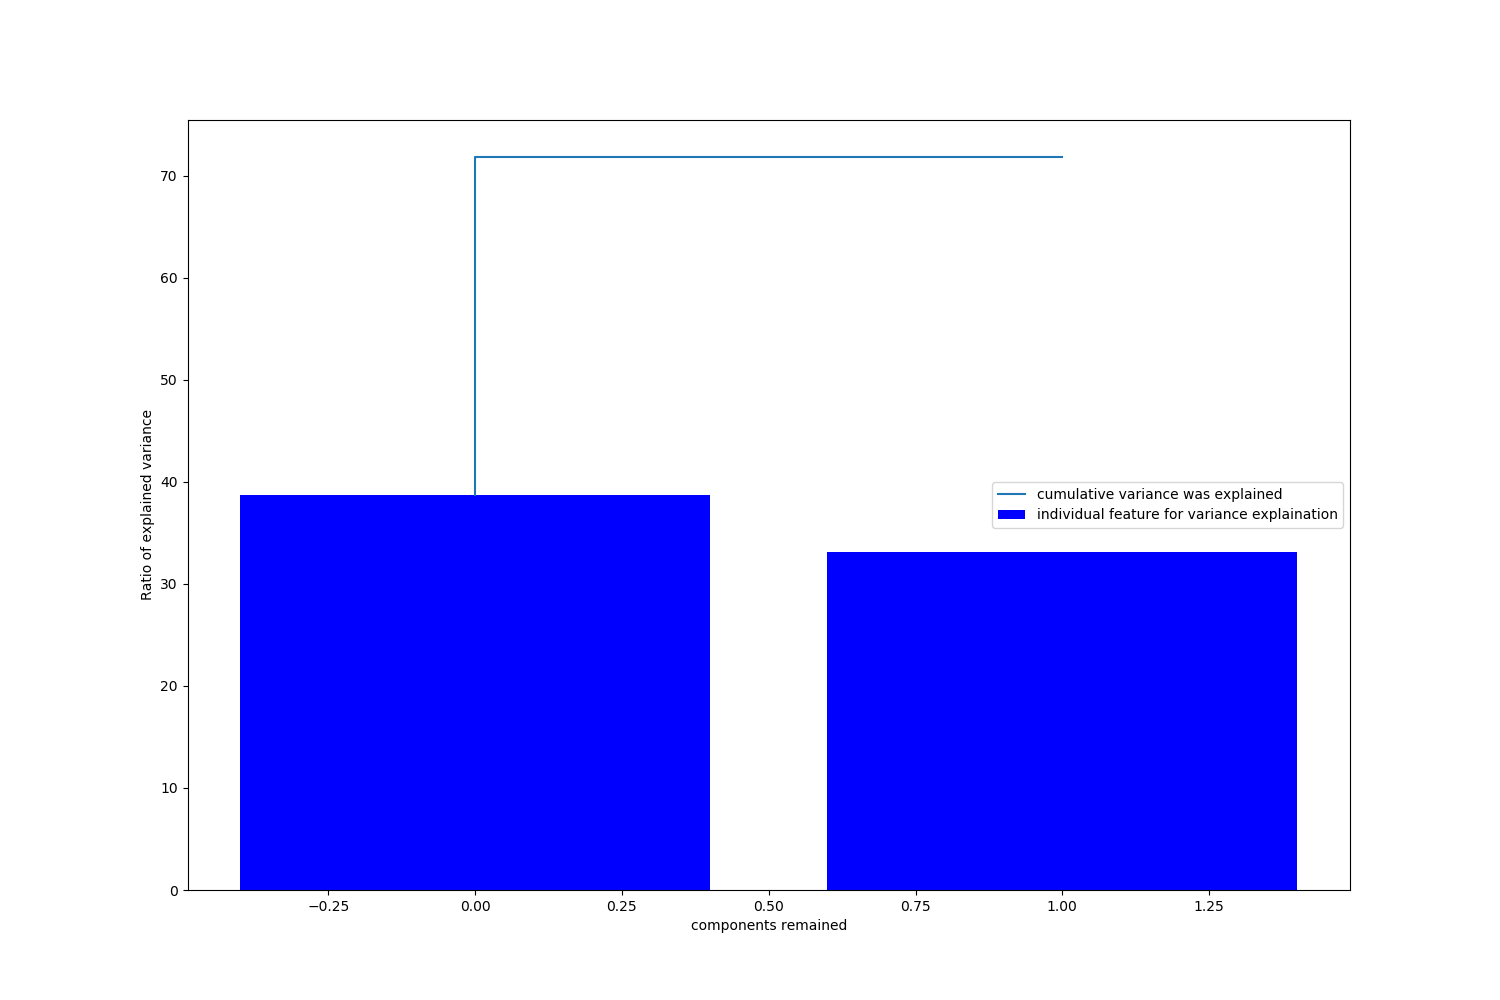 70
60
50
40
30
20
10
0
Ratio of explained variance
cumulative variance was explained
individual feature for variance explaination
−0.25 0.00 0.25 0.50 0.75 1.00 1.25
components remained